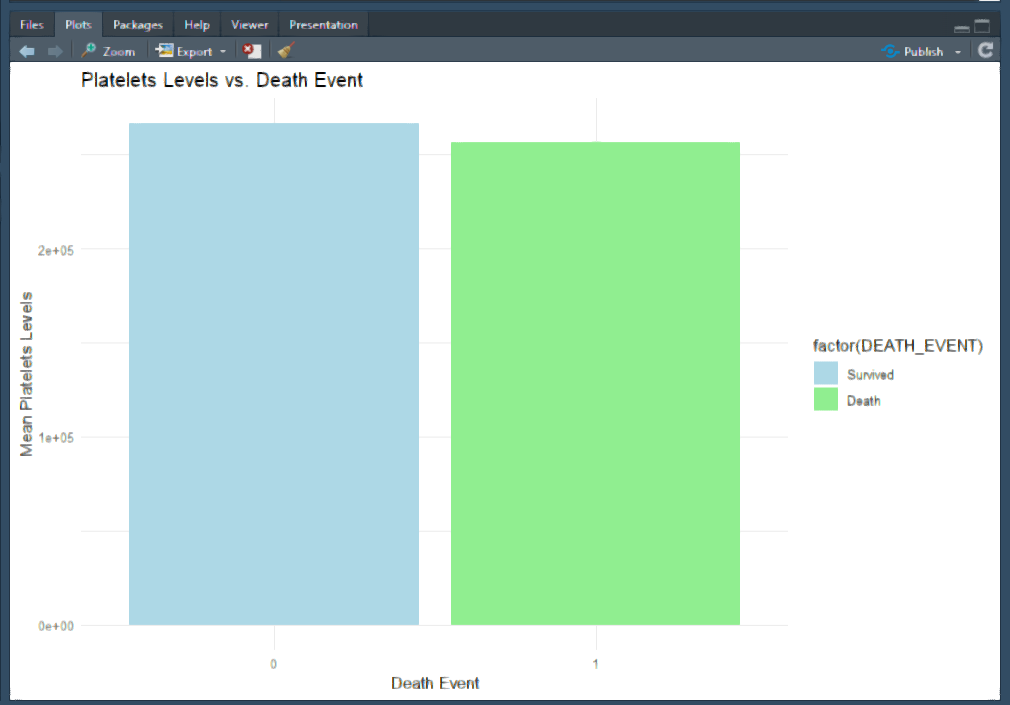 Files Plots Packages Help Viewer Presentation
Zoom Export Publish
Platelets Levels vs. Death Event
Mean Platelets Levels
2e+05
1e+05
0e+00
0 1
Death Event
factor(DEATH_EVENT)
Survived
Death